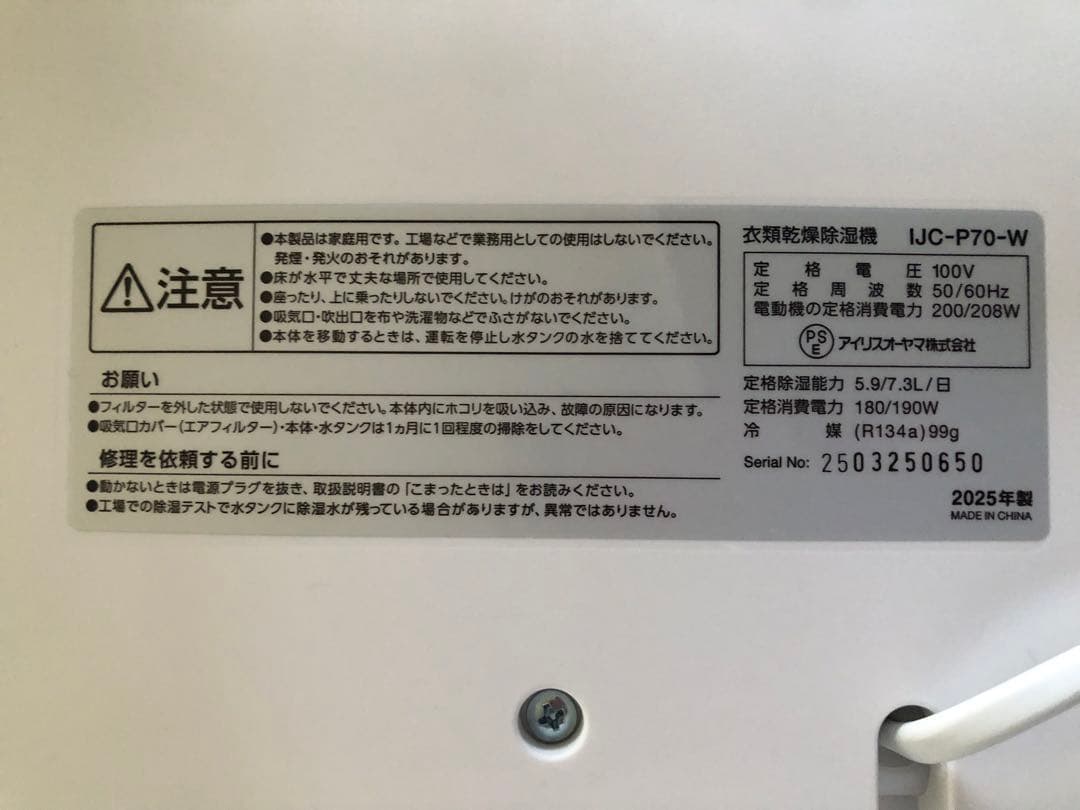 注意
●本製品は家庭用です。工場などで業務用としての使用はしないでください。
発煙・発火のおそれがあります。
●床が水平で丈夫な場所で使用してください。
●座ったり、上に乗ったりしないでください。けがのおそれがあります。
●吸気口・吹出口を布や洗濯物などでふさがないでください。
●本体を移動するときは、運転を停止し水タンクの水を捨ててください。
お願い
●フィルターを外した状態で使用しないでください。本体内にホコリを吸い込み、故障の原因になります。
●吸気口カバー(エアフィルター)・本体・水タンクは1ヵ月に1回程度の掃除をしてください。
修理を依頼する前に
●動かないときは電源プラグを抜き、取扱説明書の「こまったときは」をお読みください。
●工場での除湿テストで水タンクに除湿水が残っている場合がありますが、異常ではありません。
衣類乾燥除湿機 IJC-P70-W
定格電圧 100V
定格周波数 50/60Hz
電動機の定格消費電力 200/208W
PSE アイリスオーヤマ株式会社
定格除湿能力 5.9/7.3L/日
定格消費電力 180/190W
冷媒 (R134a)99g
Serial No: 2503250650
2025年製
MADE IN CHINA